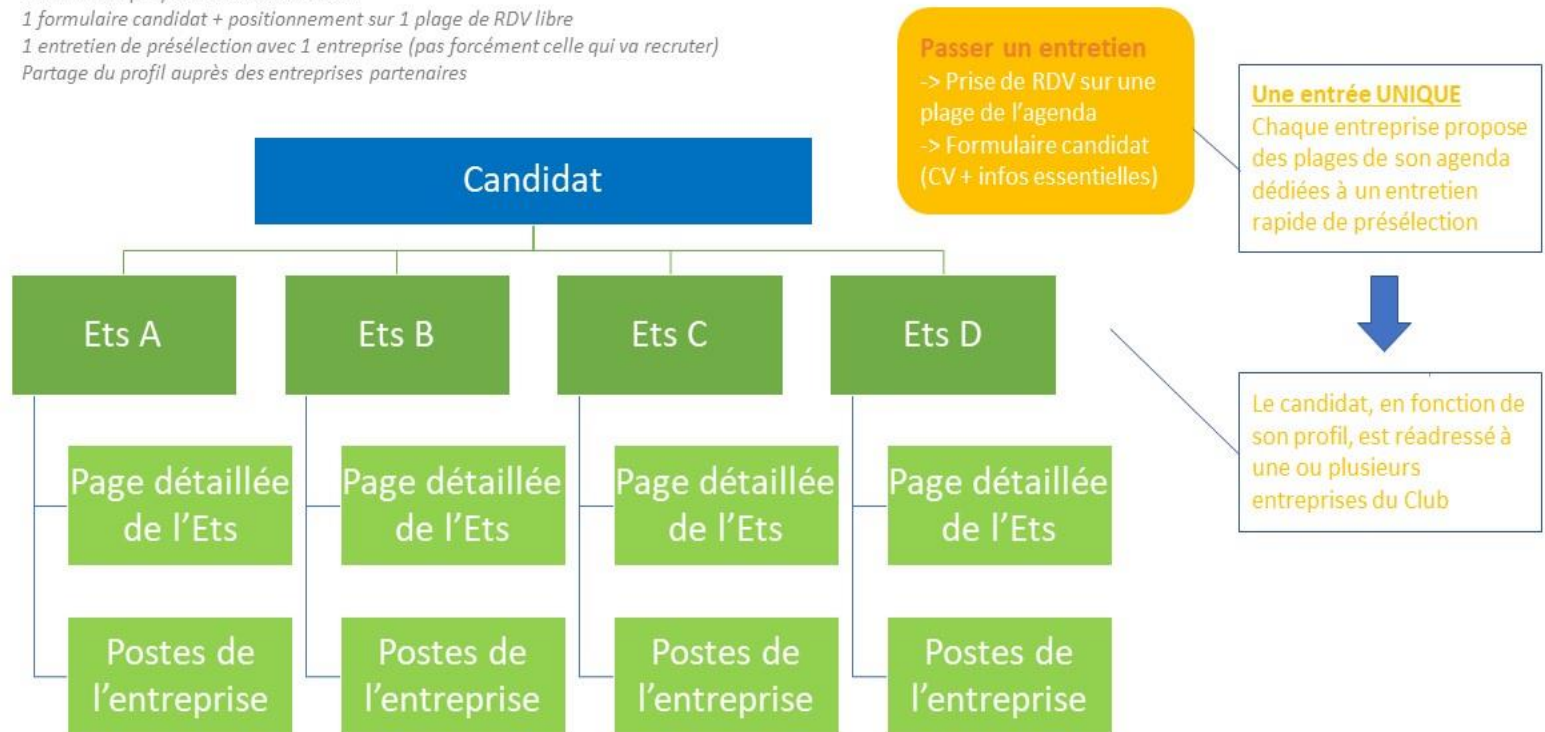 1 formulaire candidat + positionnement sur 1 plage de RDV libre
1 entretien de présélection avec 1 entreprise (pas forcément celle qui va recruter)
Partage du profil auprès des entreprises partenaires
Passer un entretien
-> Prise de RDV sur une
plage de l'agenda
-> Formulaire candidat
(CV + infos essentielles)
Une entrée UNIQUE
Chaque entreprise propose
des plages de son agenda
dédiées à un entretien
rapide de présélection
Candidat
Ets A
Ets B
Ets C
Ets D
Le candidat, en fonction de
son profil, est réadressé à
une ou plusieurs
entreprises du Club
Page détaillée
de l'Ets
Page détaillée
de l'Ets
Page détaillée
de l'Ets
Page détaillée
de l'Ets
Postes de
l'entreprise
Postes de
l'entreprise
Postes de
l'entreprise
Postes de
l'entreprise